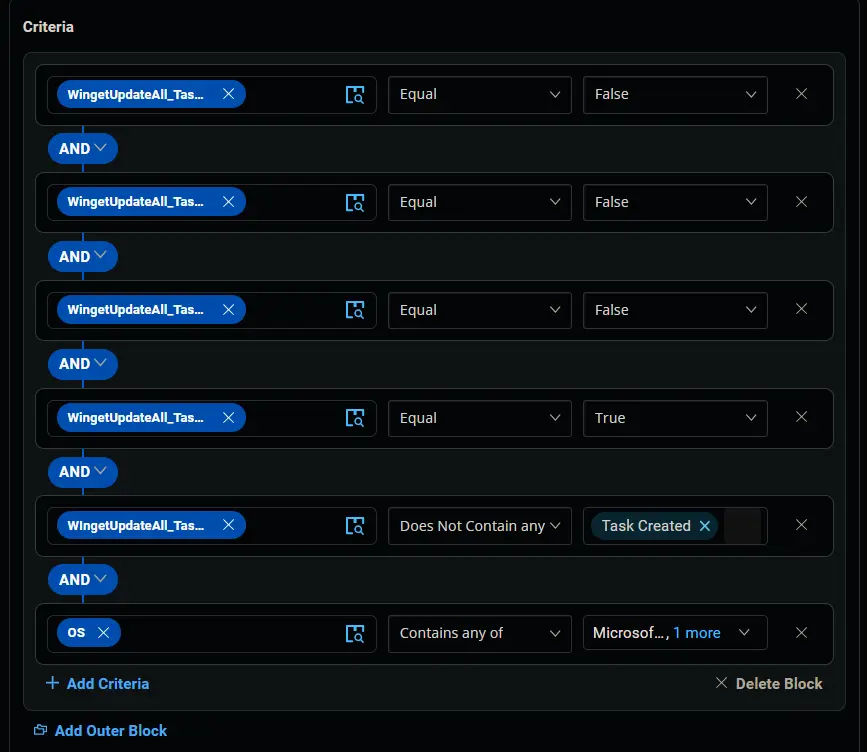 Criteria
WingetUpdateAll_Tas... Equal False
AND
WingetUpdateAll_Tas... Equal False
AND
WingetUpdateAll_Tas... Equal False
AND
WingetUpdateAll_Tas... Equal True
AND
WIngetUpdateAll_Tas... Does Not Contain any Task Created
AND
OS Contains any of Microsof..., 1 more
Add Criteria Delete Block
Add Outer Block